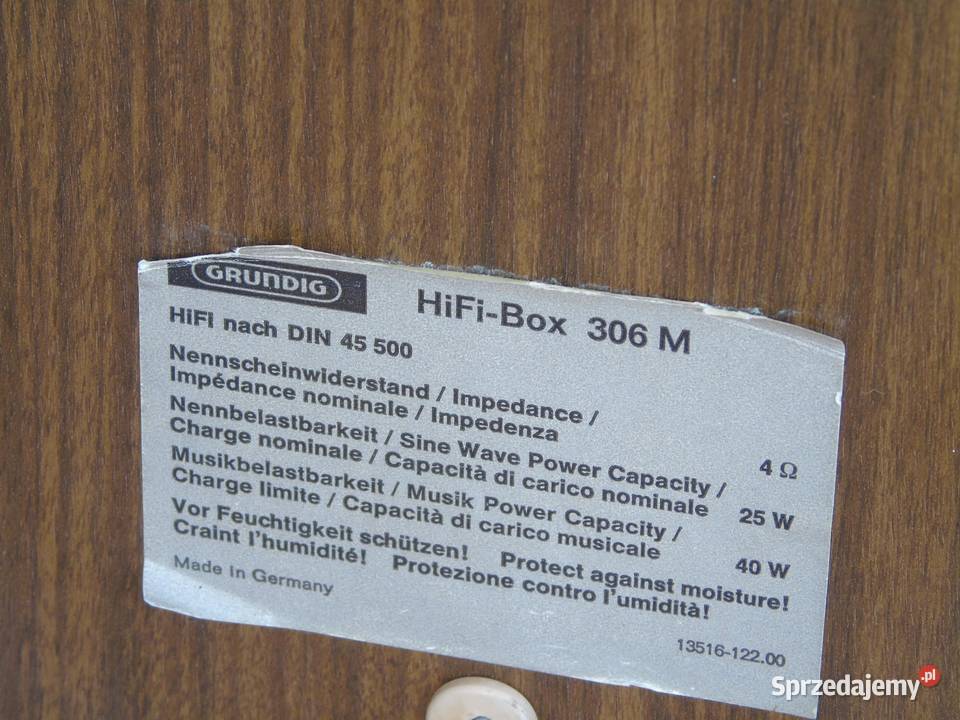 GRUNDIG
HiFi-Box 306 M
HiFI nach DIN 45 500
Nennscheinwiderstand / Impedance /
Impédance nominale / Impedenza
4 Ω
Nennbelastbarkeit / Sine Wave Power Capacity /
Charge nominale / Capacità di carico nominale
25 W
Musikbelastbarkeit / Musik Power Capacity /
Charge limite / Capacità di carico musicale
40 W
Vor Feuchtigkeit schützen! Protect against moisture!
Craint l'humidité! Protezione contro l'umidità!
Made in Germany
13516-122.00
Sprzedajemy.pl